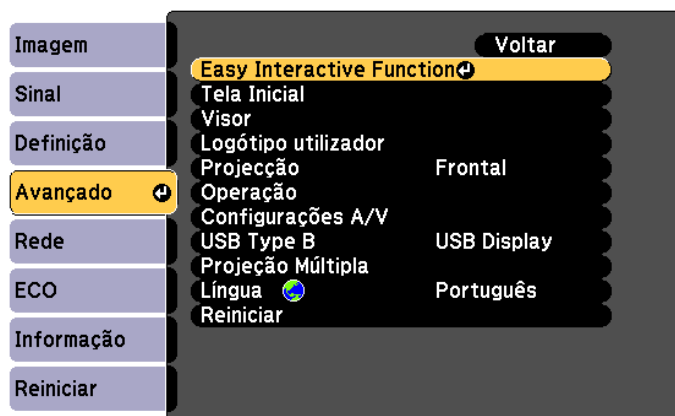 Imagem
Sinal
Definição
Avançado
Rede
ECO
Informação
Reiniciar
Voltar
Easy Interactive Function
Tela Inicial
Visor
Logótipo utilizador
Projecção Frontal
Operação
Configurações A/V
USB Type B USB Display
Projeção Múltipla
Língua Português
Reiniciar